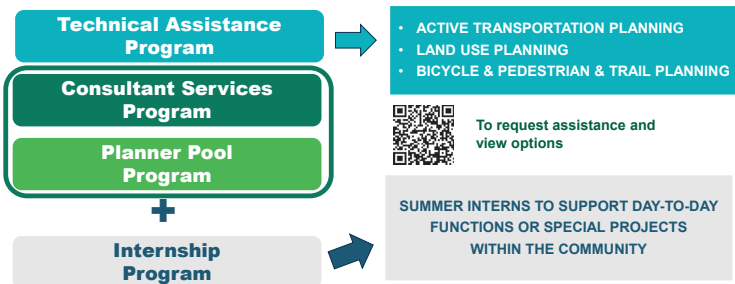 Technical Assistance
Program
• ACTIVE TRANSPORTATION PLANNING
• LAND USE PLANNING
• BICYCLE & PEDESTRIAN & TRAIL PLANNING
Consultant Services
Program
Planner Pool
Program
To request assistance and
view options
+
Internship
Program
SUMMER INTERNS TO SUPPORT DAY-TO-DAY
FUNCTIONS OR SPECIAL PROJECTS
WITHIN THE COMMUNITY